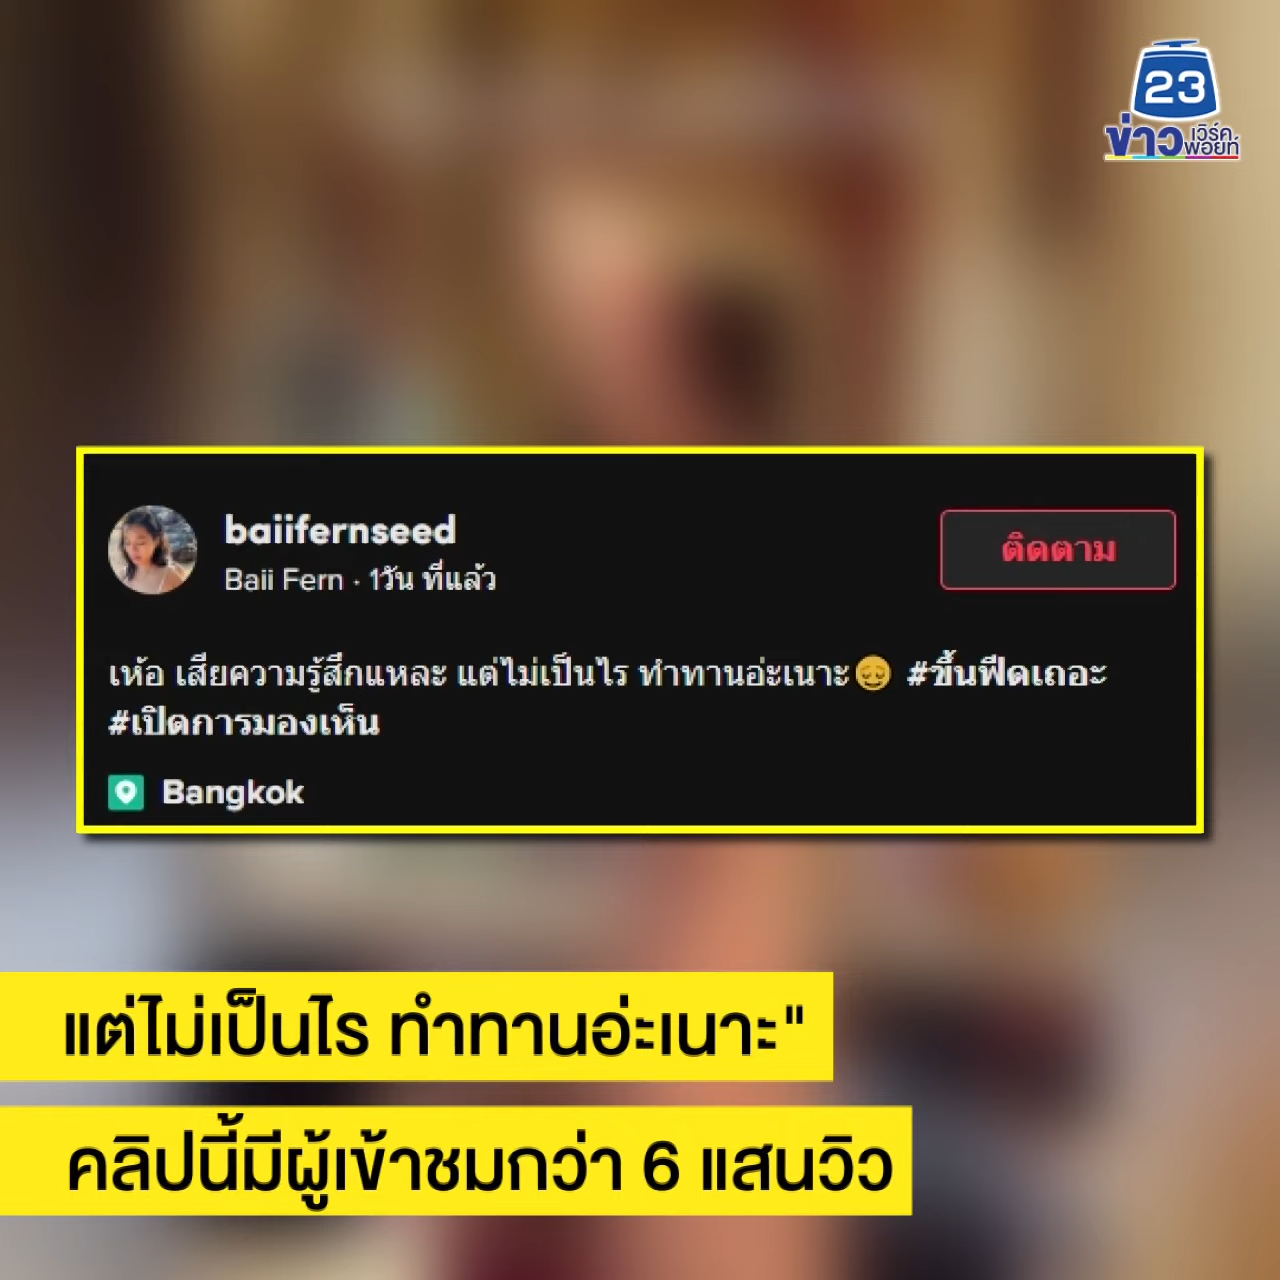 23
ข่าวเวิร์คพอยท์
baiifernseed
Baii Fern · 1วัน ที่แล้ว
ติดตาม
เห้อ เสียความรู้สึกแหละ แต่ไม่เป็นไร ทำทานอ่ะเนาะ😌 #ขึ้นฟีดเถอะ
#เปิดการมองเห็น
Bangkok
แต่ไม่เป็นไร ทำทานอ่ะเนาะ"
คลิปนี้มีผู้เข้าชมกว่า 6 แสนวิว